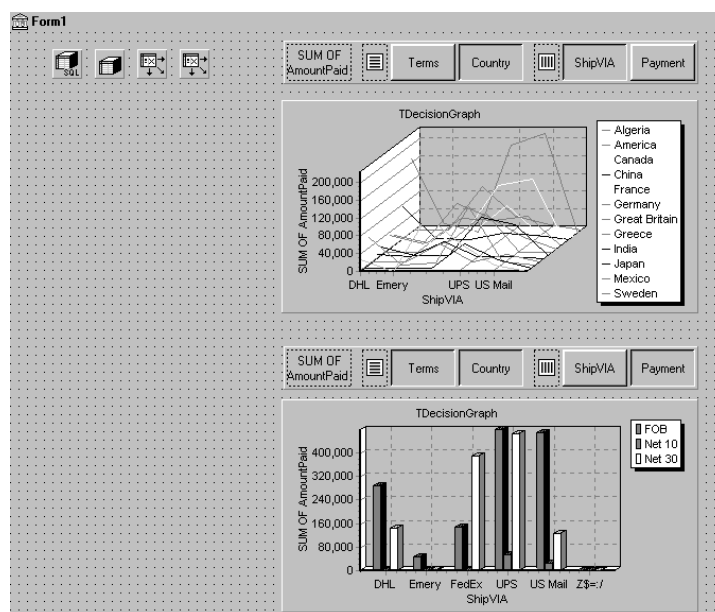 Form1
SQL
SUM OF
AmountPaid
Terms
Country
ShipVIA
Payment
TDecisionGraph
SUM OF AmountPaid
200,000
160,000
120,000
80,000
40,000
0
DHL Emery UPS US Mail
ShipVIA
Algeria
America
Canada
China
France
Germany
Great Britain
Greece
India
Japan
Mexico
Sweden
SUM OF
AmountPaid
Terms
Country
ShipVIA
Payment
TDecisionGraph
SUM OF AmountPaid
400,000
320,000
240,000
160,000
80,000
0
DHL Emery FedEx UPS US Mail Z$=:/
ShipVIA
FOB
Net 10
Net 30